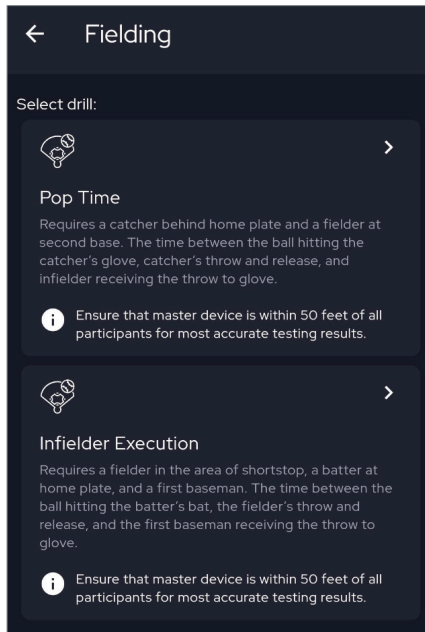 Fielding
Select drill:
Pop Time
Requires a catcher behind home plate and a fielder at
second base. The time between the ball hitting the
catcher's glove, catcher's throw and release, and
infielder receiving the throw to glove.
Ensure that master device is within 50 feet of all
participants for most accurate testing results.
Infielder Execution
Requires a fielder in the area of shortstop, a batter at
home plate, and a first baseman. The time between the
ball hitting the batter's bat, the fielder's throw and
release, and the first baseman receiving the throw to
glove.
Ensure that master device is within 50 feet of all
participants for most accurate testing results.